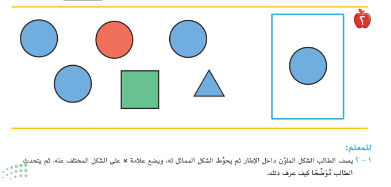 ٢
للمعلم:
١ – ٢ يصف الطالب الشكل الملوّن داخل الإطار ثم يحوّط الشكل المماثل له، ويضع علامة × على الشكل المختلف عنه. ثم يتحدث
الطالب مُوَضِّحًا كيف عرف ذلك.